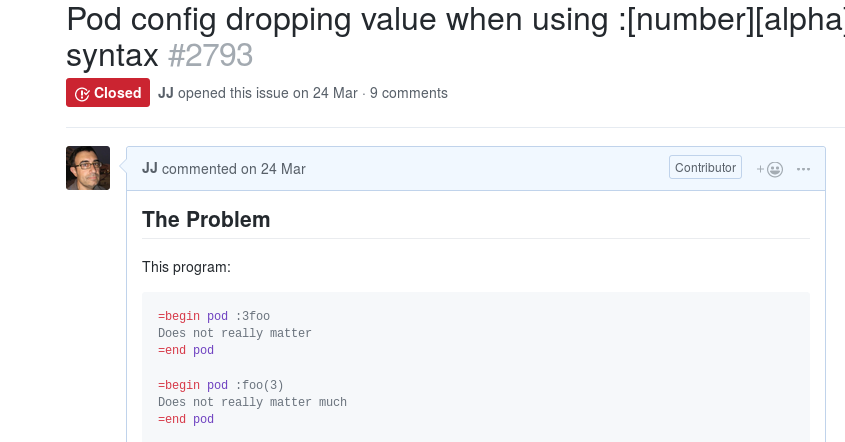 Pod config dropping value when using :[number][alpha]
syntax #2793
Closed JJ opened this issue on 24 Mar · 9 comments
JJ commented on 24 Mar Contributor + ...
The Problem
This program:
=begin pod :3foo
Does not really matter
=end pod
=begin pod :foo(3)
Does not really matter much
=end pod